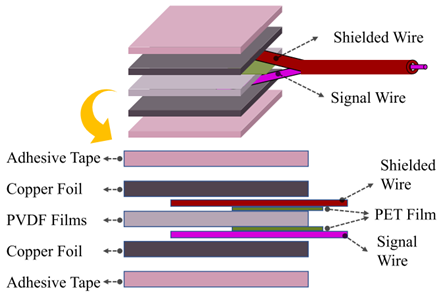 Shielded Wire
Signal Wire
Adhesive Tape
Copper Foil
PVDF Films
Copper Foil
Adhesive Tape
Shielded
Wire
PET Film
Signal
Wire